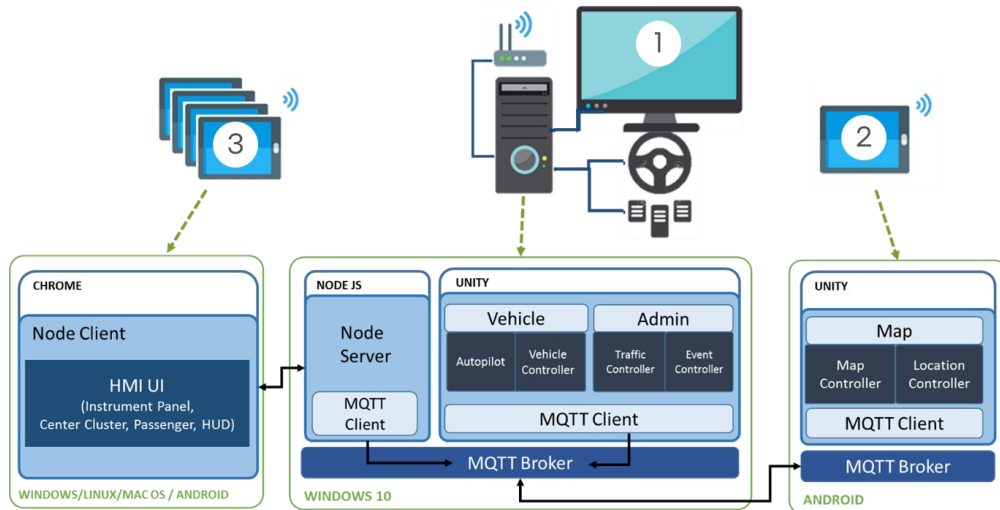 1
3
2
CHROME
Node Client
HMI UI
(Instrument Panel,
Center Cluster, Passenger, HUD)
WINDOWS/LINUX/MAC OS / ANDROID
NODE JS
Node
Server
MQTT
Client
UNITY
Vehicle
Autopilot
Vehicle
Controller
Admin
Traffic
Controller
Event
Controller
MQTT Client
MQTT Broker
WINDOWS 10
UNITY
Map
Map
Controller
Location
Controller
MQTT Client
MQTT Broker
ANDROID